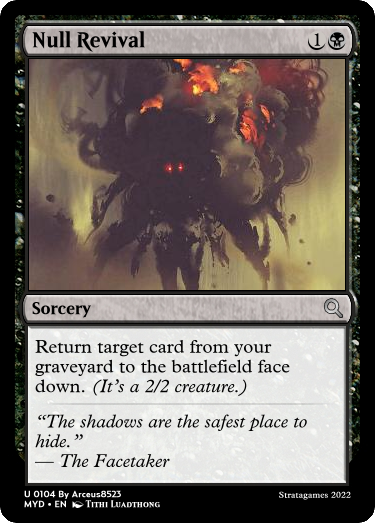 Null Revival 1
Sorcery
Return target card from your
graveyard to the battlefield face
down. (It's a 2/2 creature.)
“The shadows are the safest place to
hide.”
— The Facetaker
U 0104 By Arceus8523
MYD • EN Tithi Luadthong
Stratagames 2022